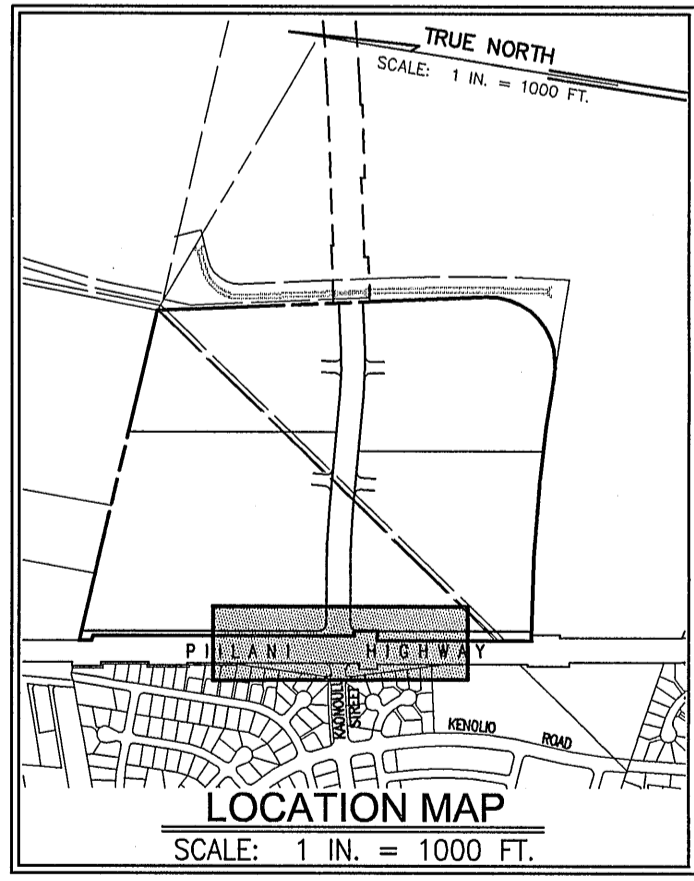 TRUE NORTH
SCALE: 1 IN. = 1000 FT.
PIILANI HIGHWAY
KAONOULU
STREET
KENOLIO ROAD
LOCATION MAP
SCALE: 1 IN. = 1000 FT.